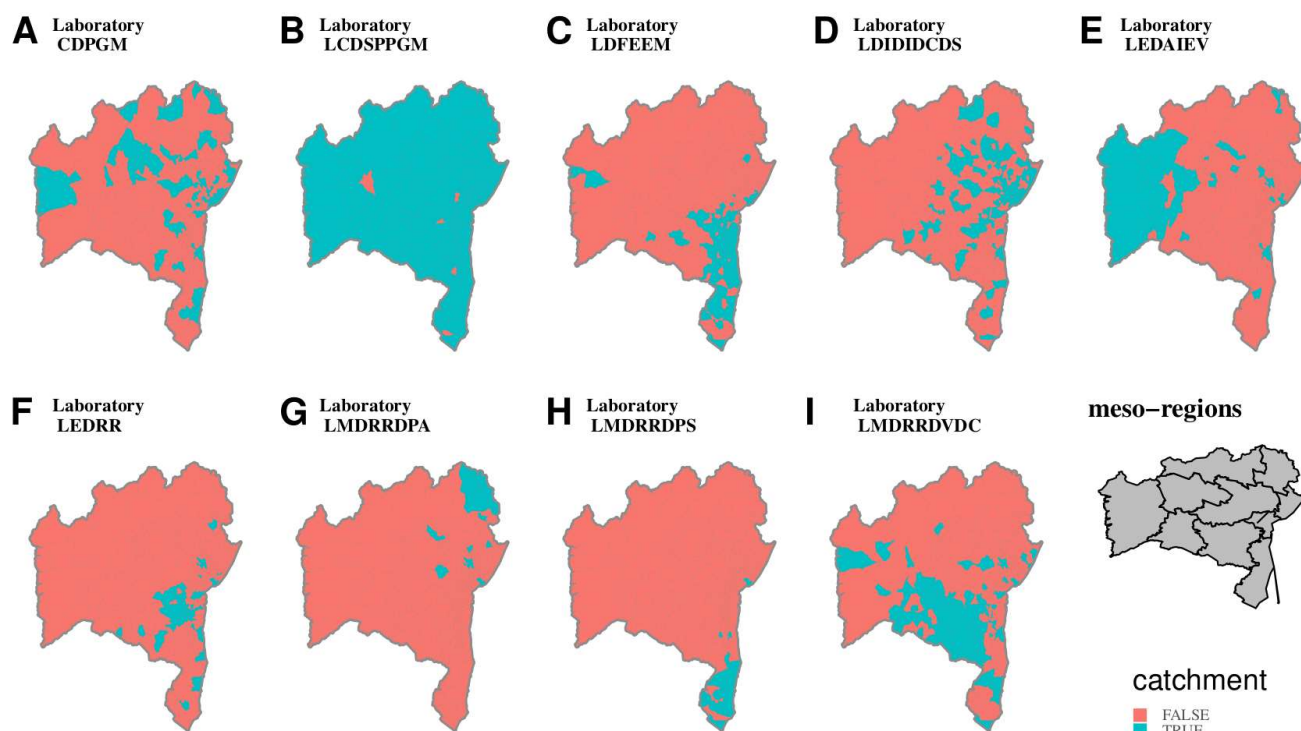 A Laboratory
CDPGM
B Laboratory
LCDSPPGM
C Laboratory
LDFEEM
D Laboratory
LDIDIDCDS
E Laboratory
LEDAIEV
F Laboratory
LEDRR
G Laboratory
LMDRRDPA
H Laboratory
LMDRRDPS
I Laboratory
LMDRRDVDC
meso-regions
catchment
FALSE
TRUE